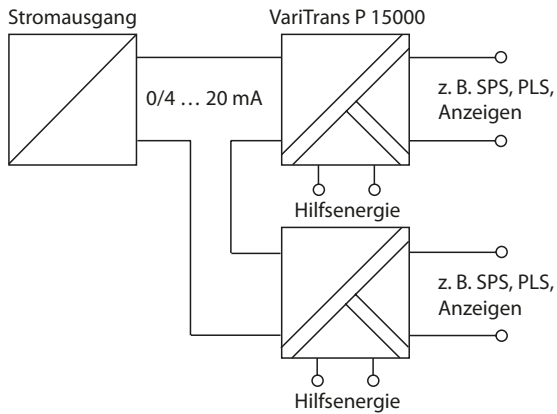 Stromausgang
VariTrans P 15000
0/4 … 20 mA
z. B. SPS, PLS,
Anzeigen
Hilfsenergie
z. B. SPS, PLS,
Anzeigen
Hilfsenergie